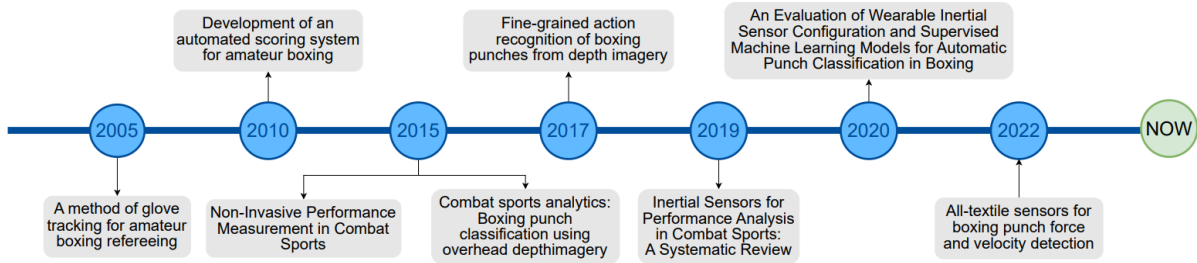 Development of an
automated scoring system
for amateur boxing
Fine-grained action
recognition of boxing
punches from depth imagery
An Evaluation of Wearable Inertial
Sensor Configuration and Supervised
Machine Learning Models for Automatic
Punch Classification in Boxing
2005
2010
2015
2017
2019
2020
2022
NOW
A method of glove
tracking for amateur
boxing refereeing
Non-Invasive Performance
Measurement in Combat
Sports
Combat sports analytics:
Boxing punch
classification using
overhead depthimagery
Inertial Sensors for
Performance Analysis
in Combat Sports:
A Systematic Review
All-textile sensors for
boxing punch force
and velocity detection